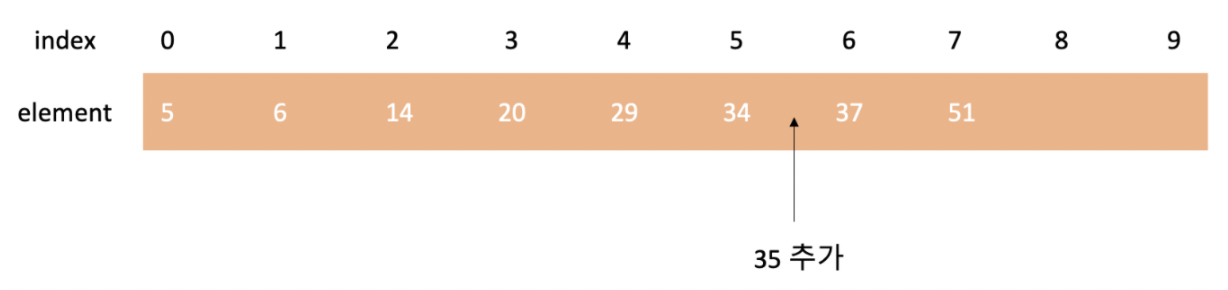 index 0 1 2 3 4 5 6 7 8 9
element 5 6 14 20 29 34 37 51
35 추가